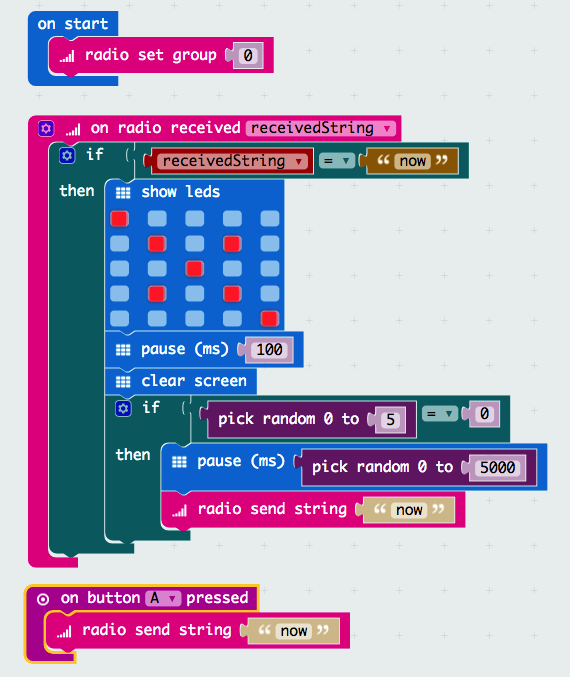 on start
radio set group 0
on radio received receivedString
if receivedString = “ now ”
then show leds
pause (ms) 100
clear screen
if pick random 0 to 5 = 0
then pause (ms) pick random 0 to 5000
radio send string “ now ”
on button A pressed
radio send string “ now ”